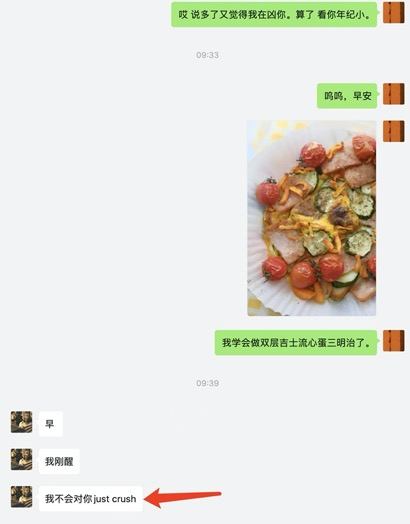 哎 说多了又觉得我在凶你。算了 看你年纪小。
09:33
呜呜，早安
我学会做双层吉士流心蛋三明治了。
09:39
早
我刚醒
我不会对你just crush